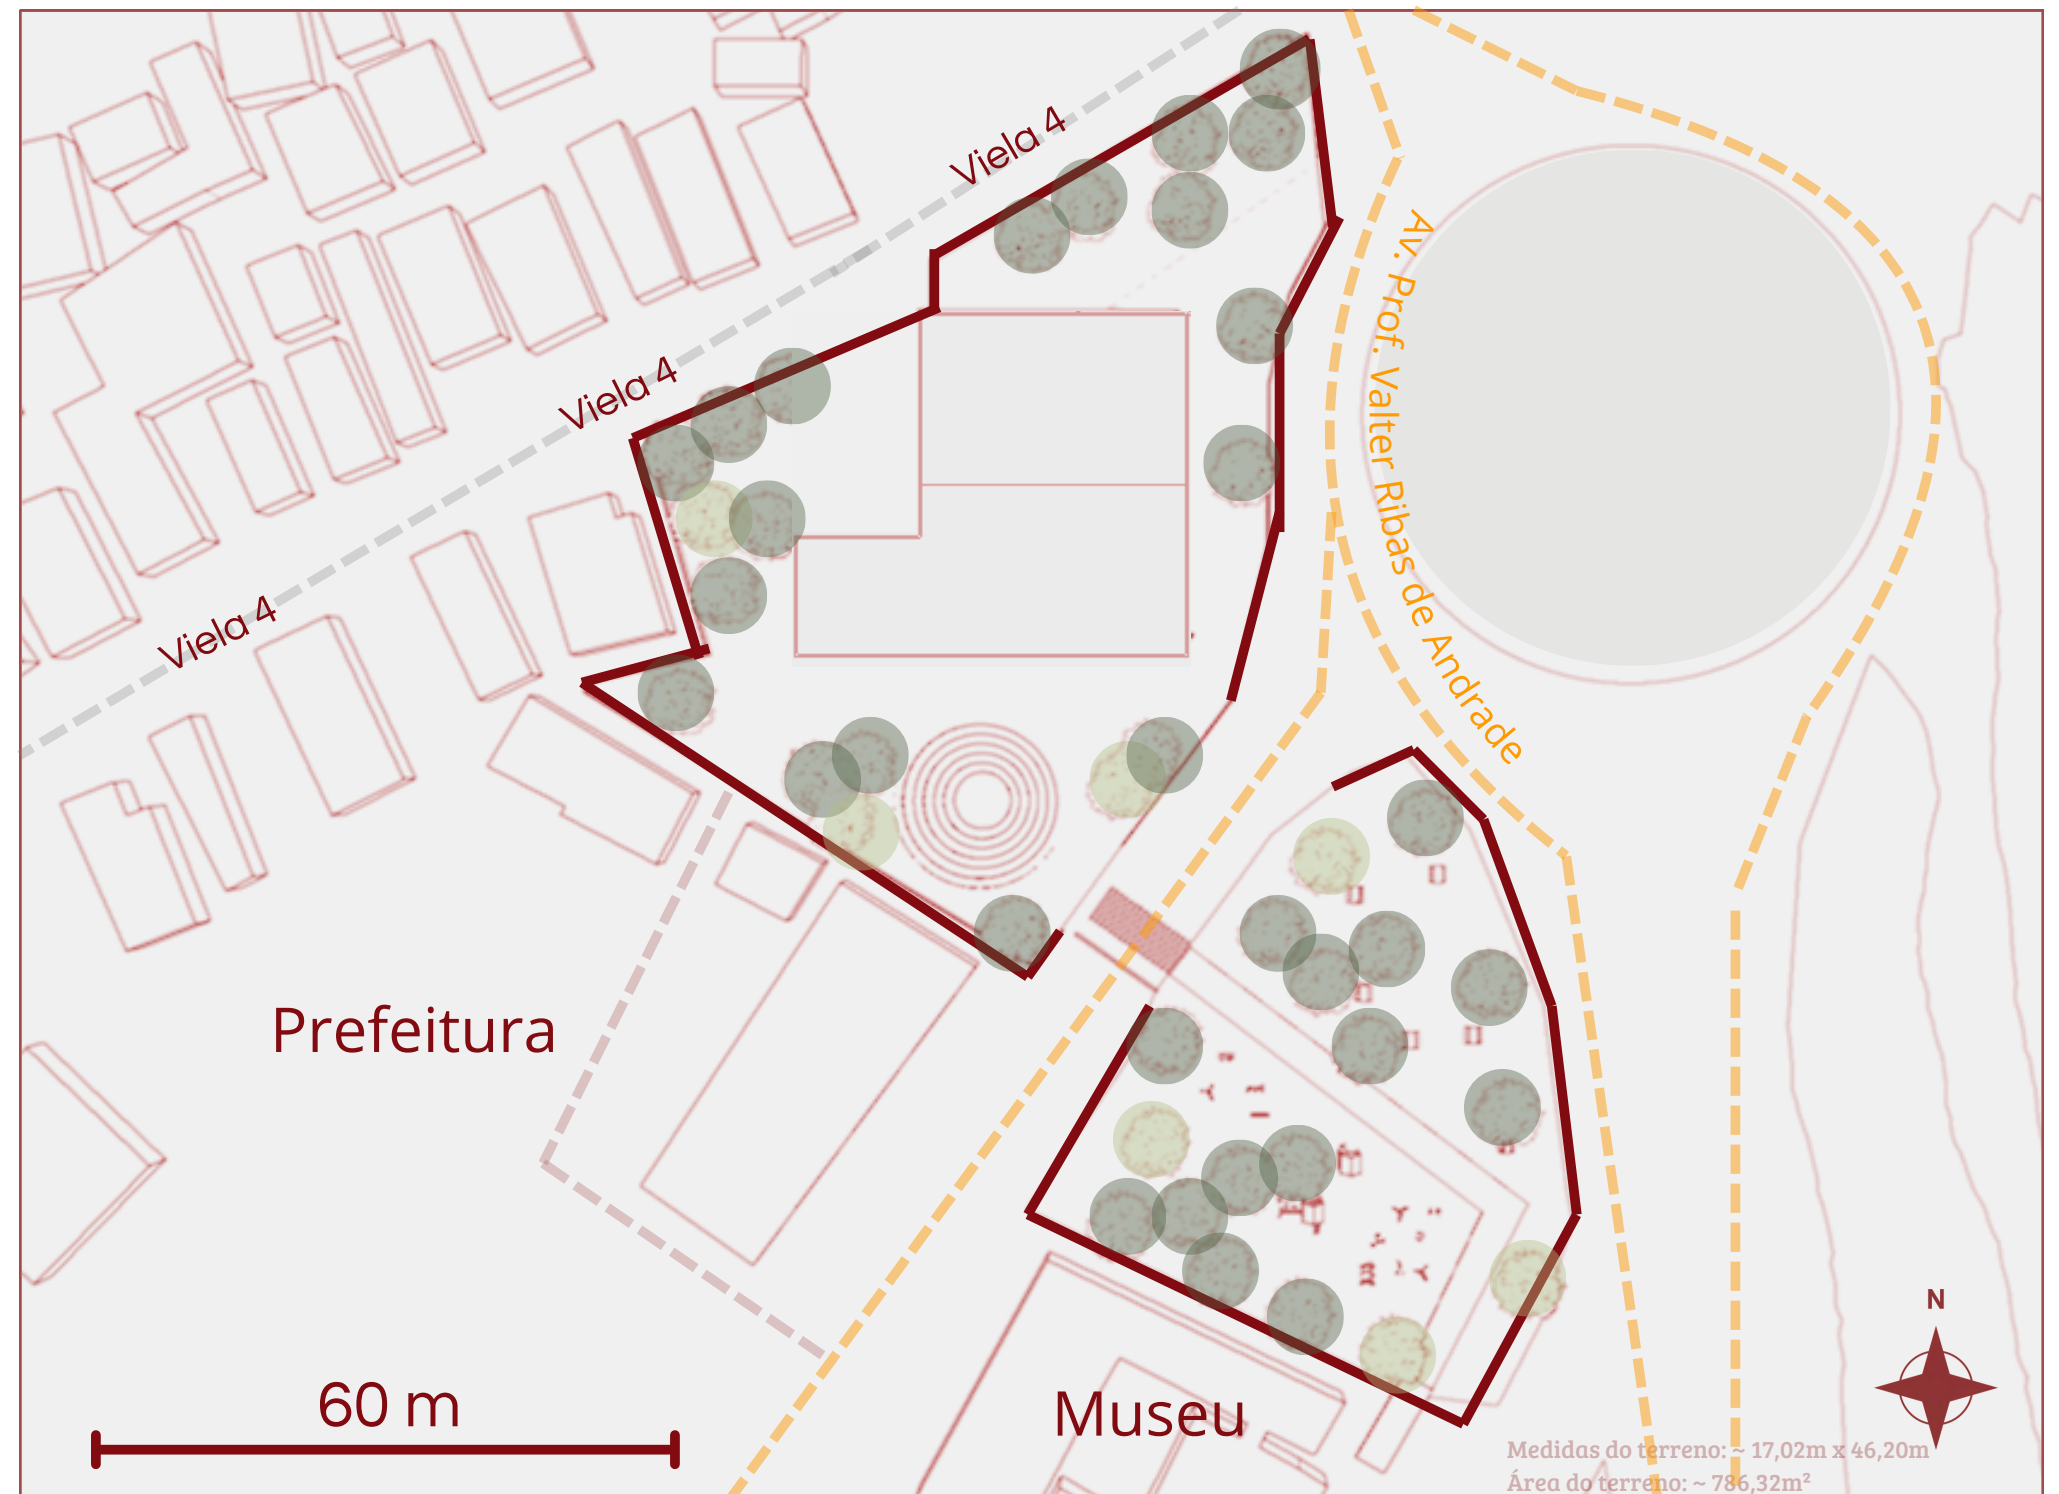 Viela 4
Viela 4
Viela 4
Av. Prof. Valter Ribas de Andrade
Prefeitura
60 m
Museu
N
Medidas do terreno: ~ 17,02m x 46,20m
Área do terreno: ~ 786,32m²